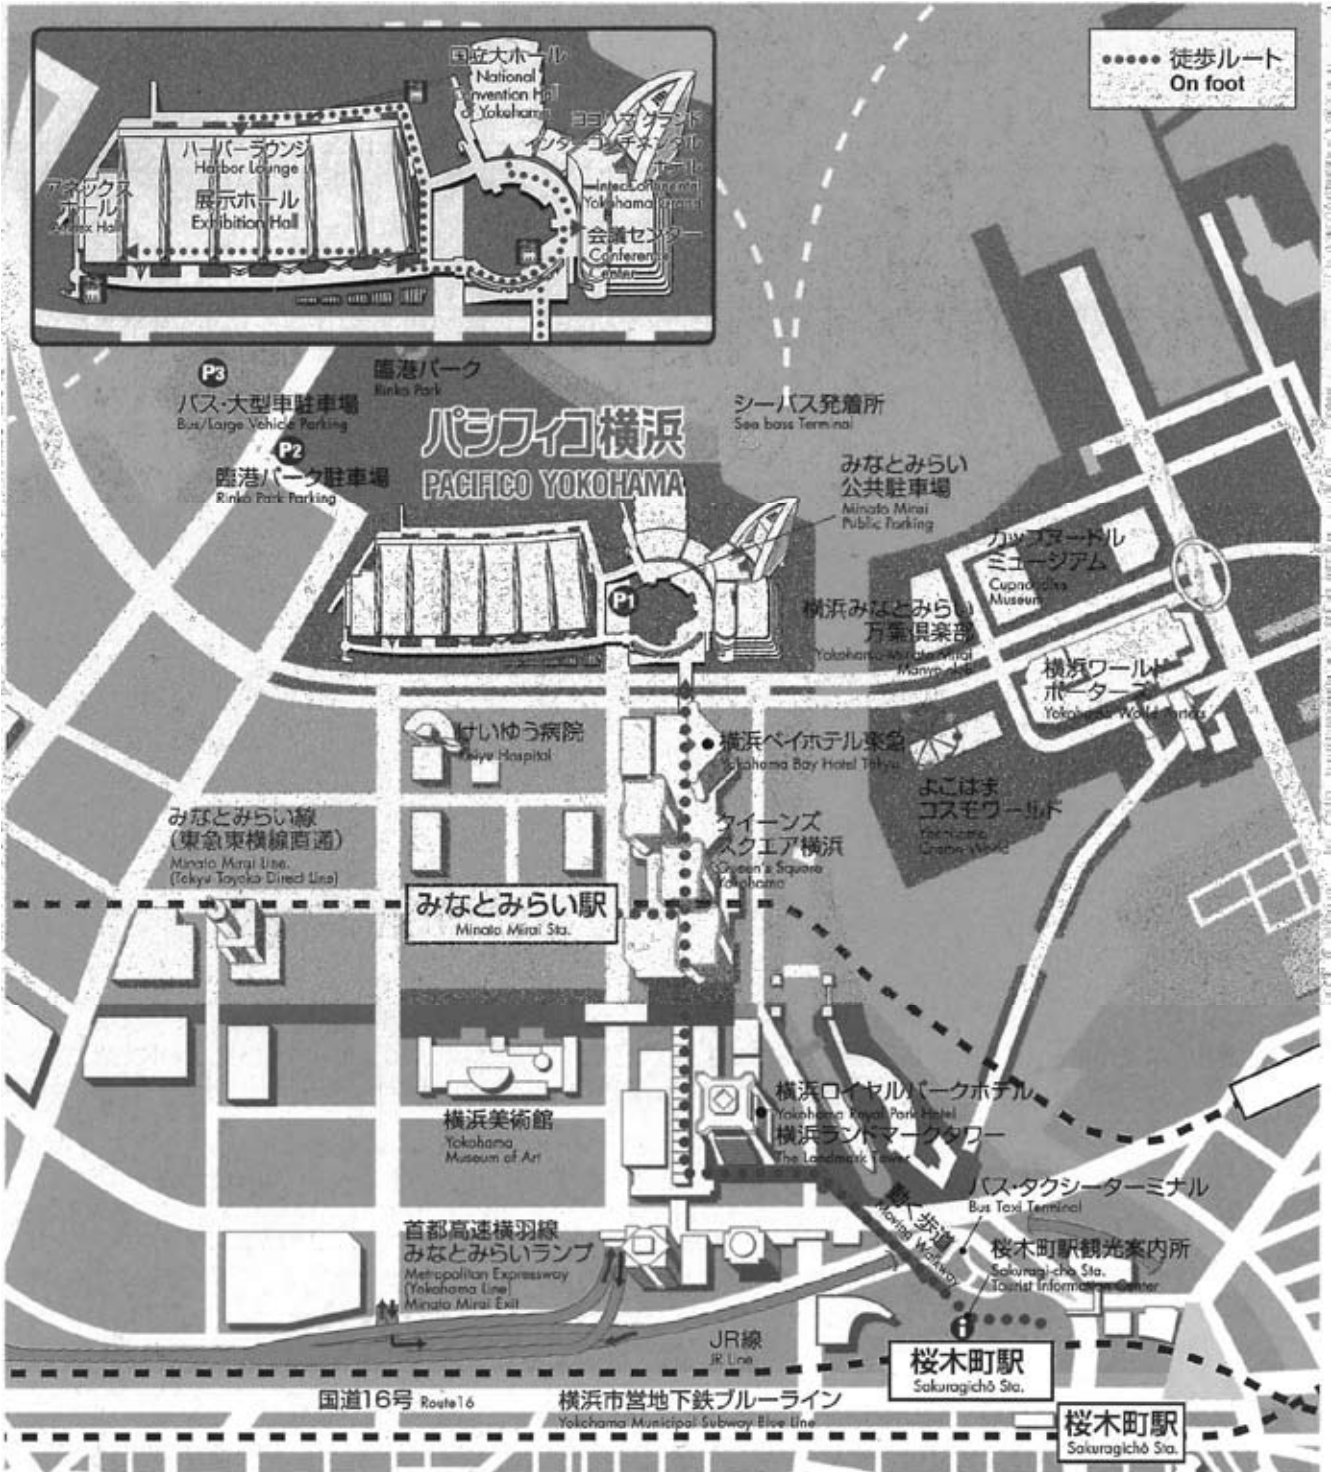 徒歩ルート
On foot
国立大ホール
National
of Yokohama
ヨコハマ グランド
インターコンチネンタル
ホテル
ハーバーラウンジ
Harbor Lounge
アネックス
ホール
展示ホール
Exhibition Hall
会議センター
Conference
P3
バス・大型車駐車場
Bus/Large Vehicle Parking
臨港パーク
Rinko Park
P2
臨港パーク駐車場
Rinko Park Parking
パシフィコ横浜
PACIFICO YOKOHAMA
シーバス発着所
Sea bass Terminal
みなとみらい
公共駐車場
Minato Mirai
Public Parking
P1
カップヌードル
ミュージアム
Cupnoodles
Museum
横浜みなとみらい
万葉倶楽部
Yokohama Minato Mirai
横浜ワールド
ポーターズ
Yokohama World Porters
けいゆう病院
Keiyu Hospital
横浜ベイホテル東急
Yokohama Bay Hotel Tokyu
よこはま
コスモワールド
みなとみらい線
(東急東横線直通)
Minato Mirai Line.
(Tokyu Toyoko Direct Line)
クイーンズ
スクエア横浜
Queen's Square
Yokohama
みなとみらい駅
Minato Mirai Sta.
横浜美術館
Yokohama
Museum of Art
横浜ロイヤルパークホテル
Yokohama Royal Park Hotel
横浜ランドマークタワー
The Landmark Tower
動く歩道
Moving Walkway
バス・タクシーターミナル
Bus Taxi Terminal
首都高速横羽線
みなとみらいランプ
Metropolitan Expressway
(Yokohama Line)
Minato Mirai Exit
桜木町駅観光案内所
Sakuragi-cho Sta.
Tourist Information Center
i
JR線
JR Line
桜木町駅
Sakuragichō Sta.
国道16号 Route16
横浜市営地下鉄ブルーライン
Yokohama Municipal Subway Blue Line
桜木町駅
Sakuragichō Sta.